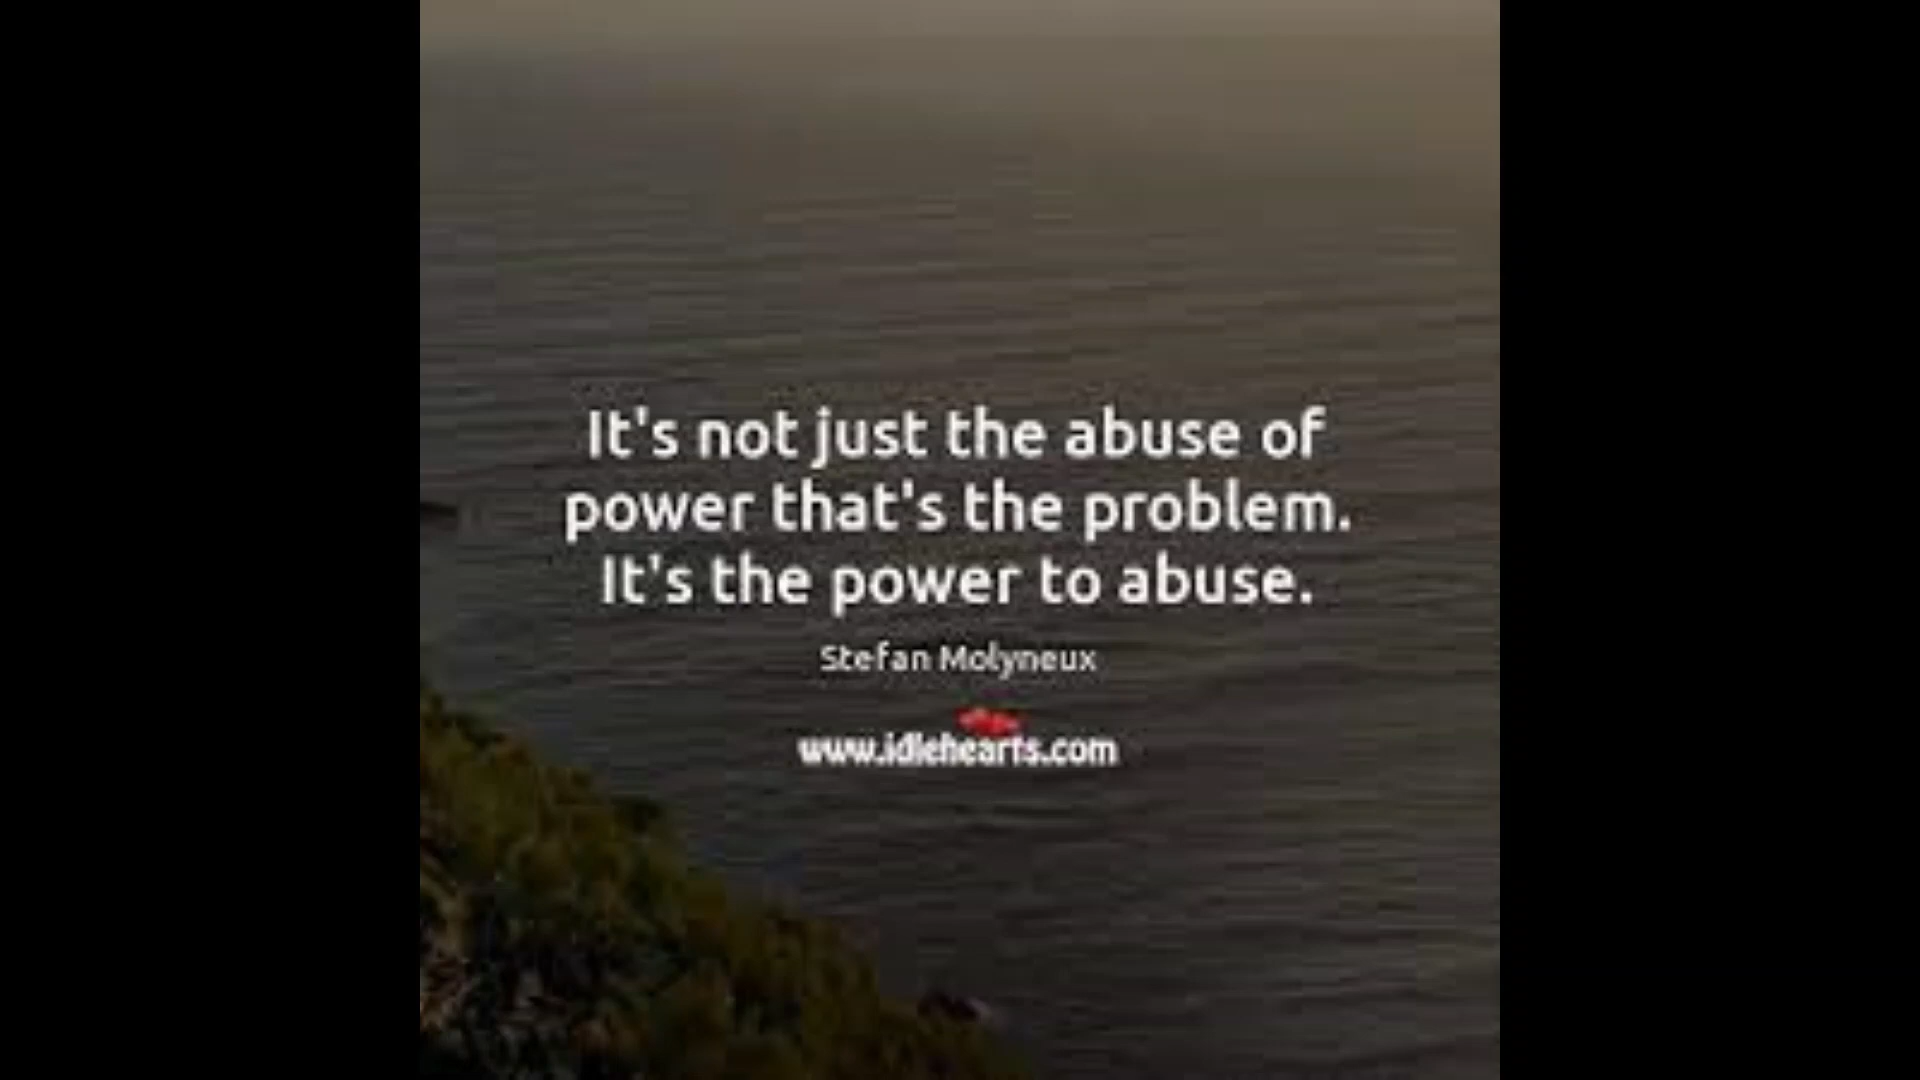 It's not just the abuse of
power that's the problem.
It's the power to abuse.
Stefan Molyneux
www.idlehearts.com